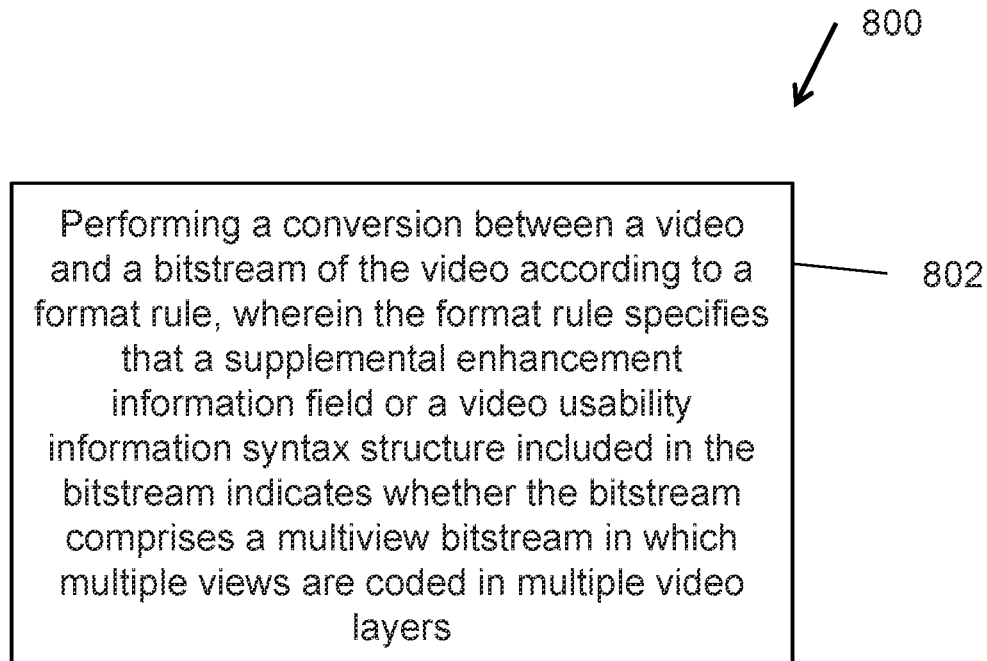 800
Performing a conversion between a video
and a bitstream of the video according to a
format rule, wherein the format rule specifies
that a supplemental enhancement
information field or a video usability
information syntax structure included in the
bitstream indicates whether the bitstream
comprises a multiview bitstream in which
multiple views are coded in multiple video
layers
802